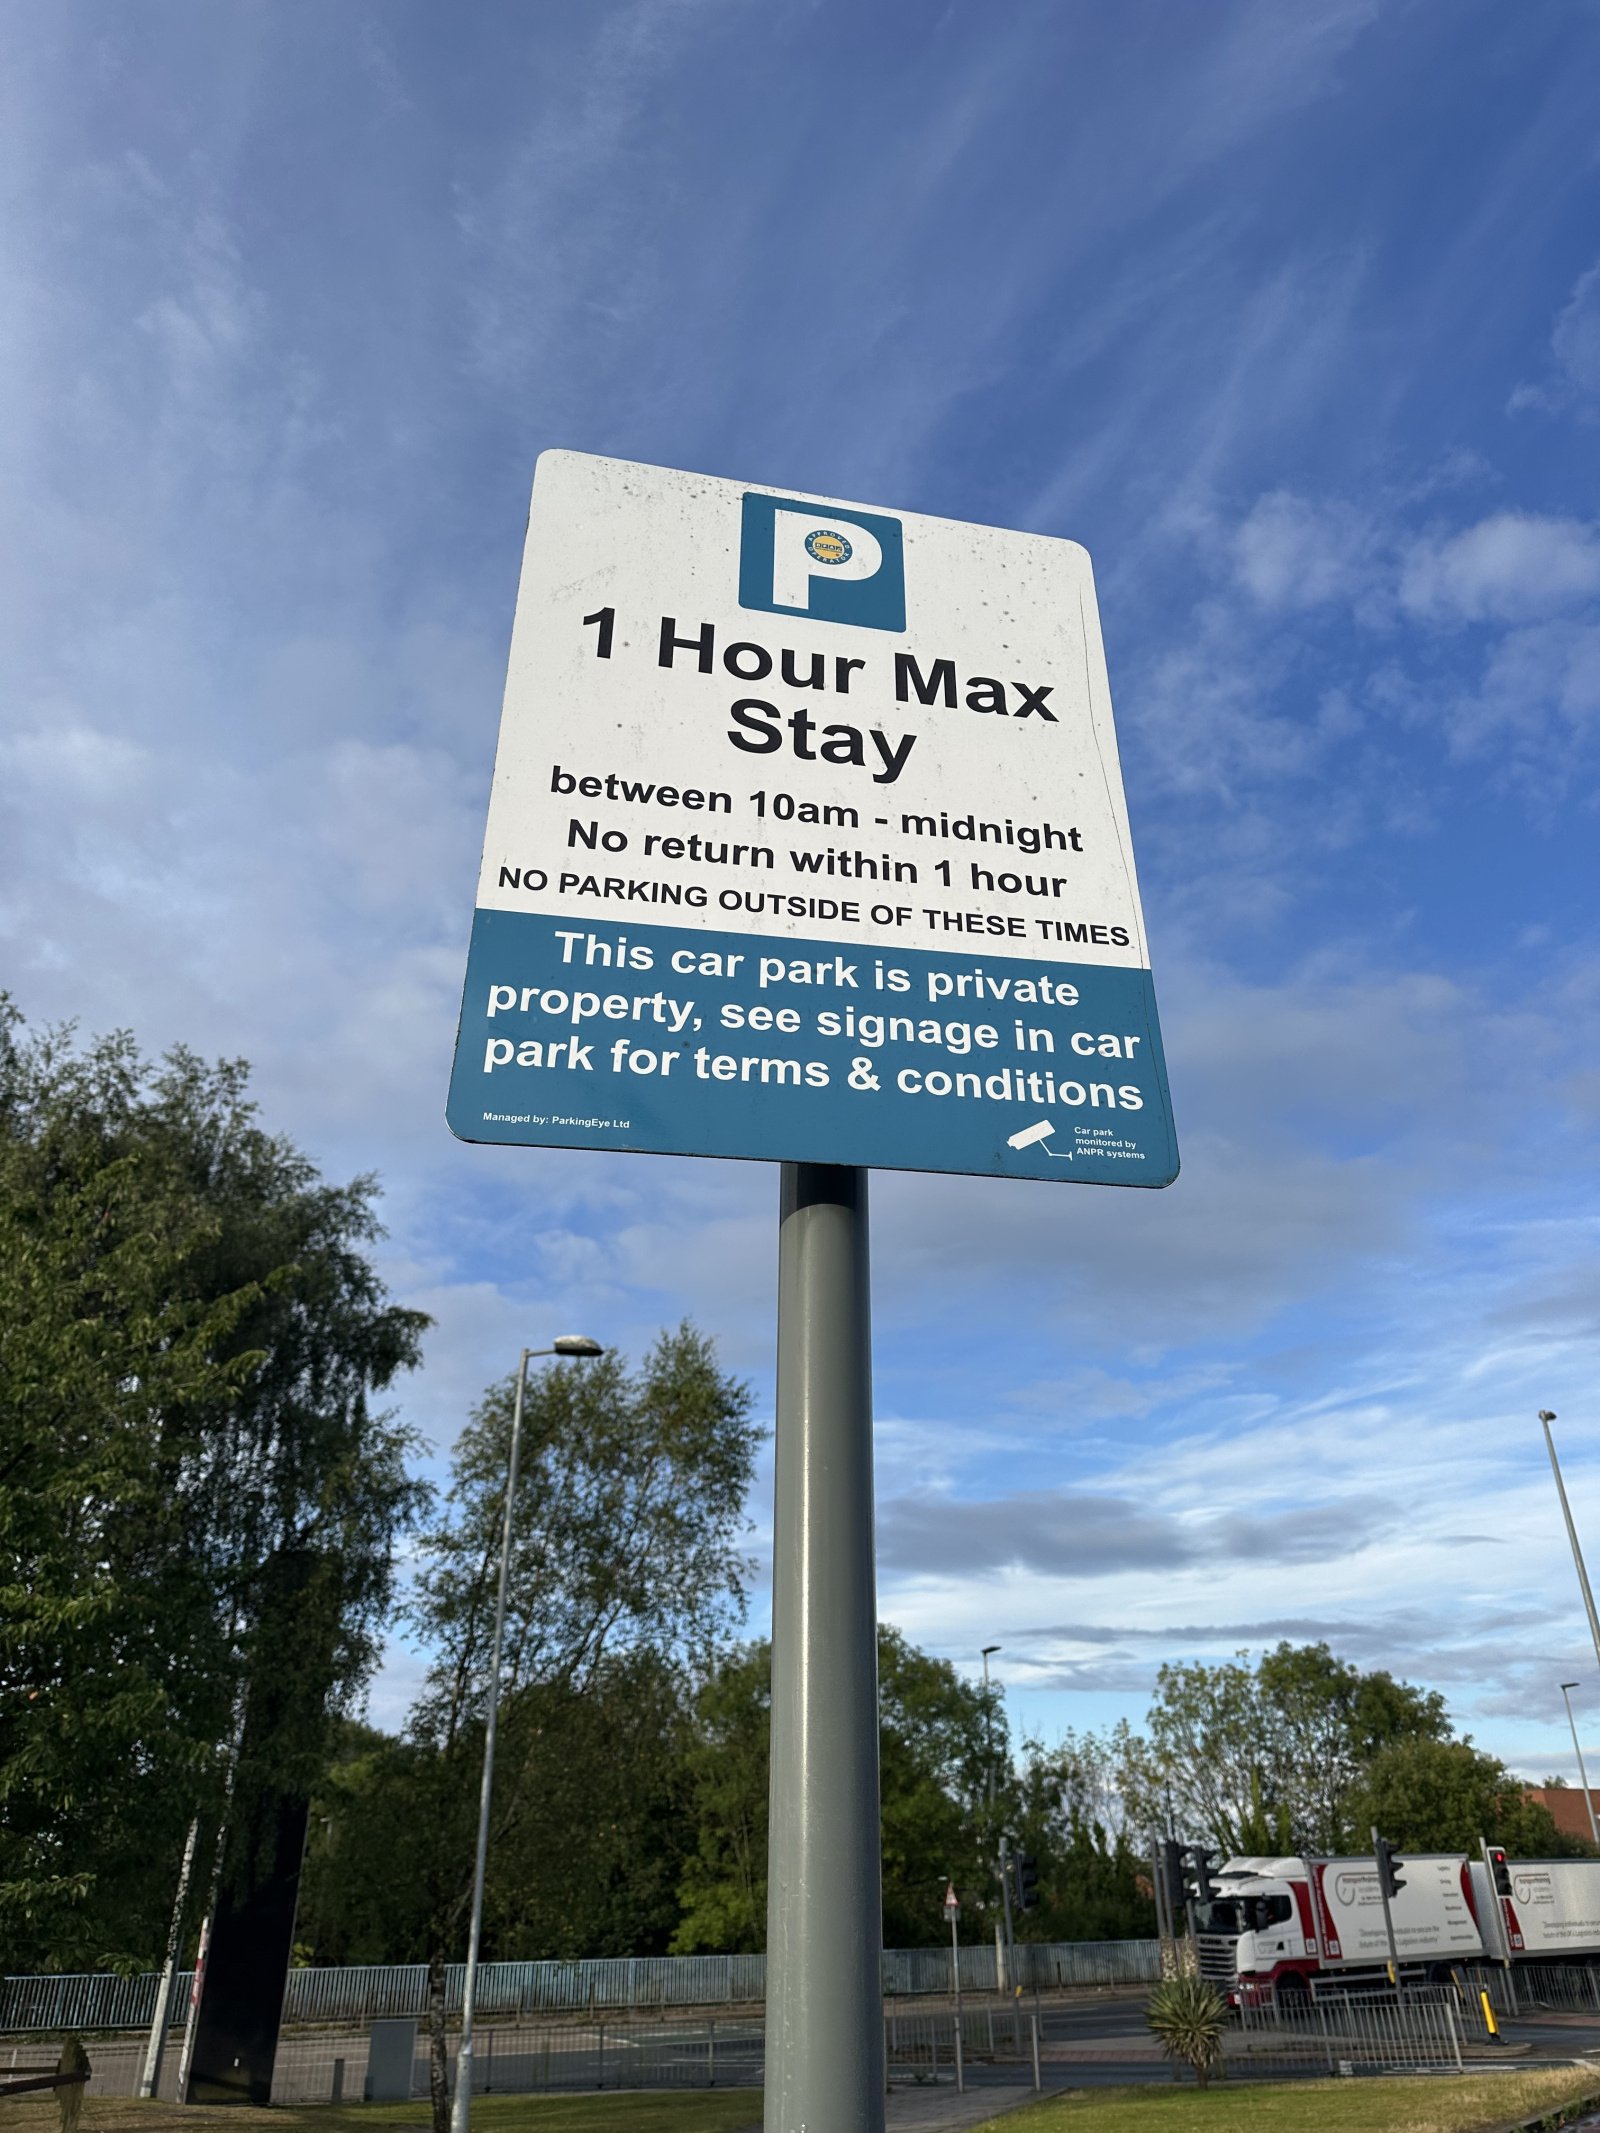 P
APPROVED
OPERATOR
1 Hour Max
Stay
between 10am - midnight
No return within 1 hour
NO PARKING OUTSIDE OF THESE TIMES
This car park is private
property, see signage in car
park for terms & conditions
Managed by: ParkingEye Ltd
Car park
monitored by
ANPR systems